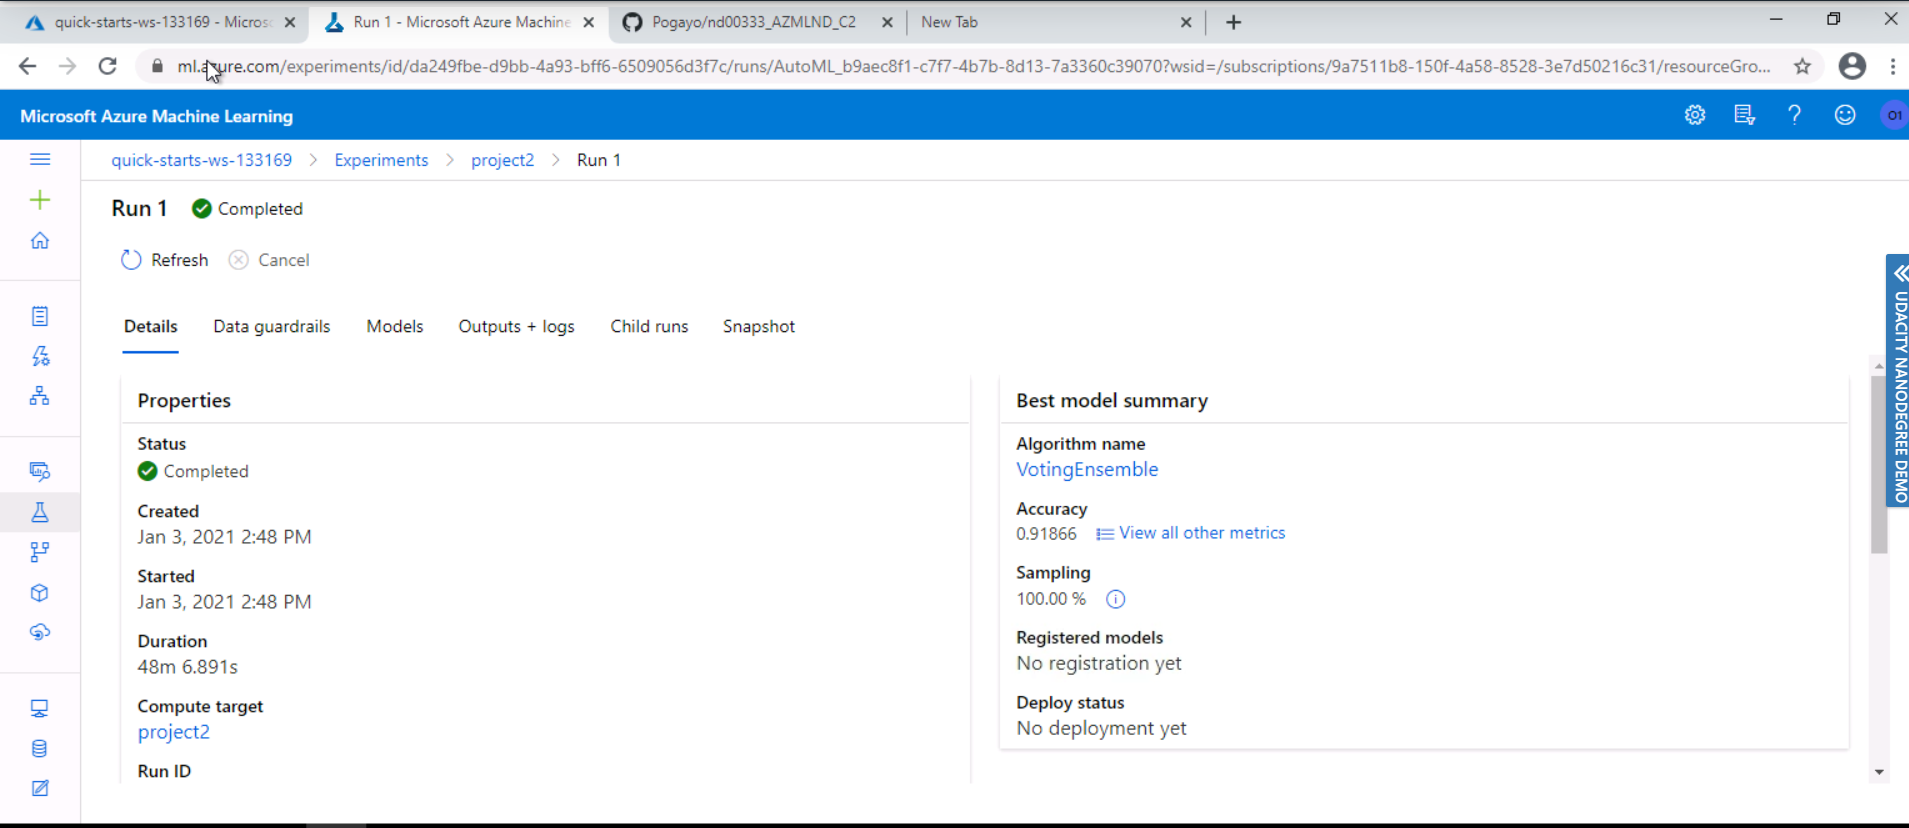 quick-starts-ws-133169 - Micros
Run 1 - Microsoft Azure Machine
Pogayo/nd00333_AZMLND_C2
New Tab
ml.azure.com/experiments/id/da249fbe-d9bb-4a93-bff6-6509056d3f7c/runs/AutoML_b9aec8f1-c7f7-4b7b-8d13-7a3360c39070?wsid=/subscriptions/9a7511b8-150f-4a58-8528-3e7d50216c31/resourceGro...
Microsoft Azure Machine Learning
O1
quick-starts-ws-133169 > Experiments > project2 > Run 1
Run 1 Completed
Refresh Cancel
Details Data guardrails Models Outputs + logs Child runs Snapshot
Properties
Status
Completed
Created
Jan 3, 2021 2:48 PM
Started
Jan 3, 2021 2:48 PM
Duration
48m 6.891s
Compute target
project2
Run ID
Best model summary
Algorithm name
VotingEnsemble
Accuracy
0.91866 View all other metrics
Sampling
100.00 %
Registered models
No registration yet
Deploy status
No deployment yet
UDACITY NANODEGREE DEMO